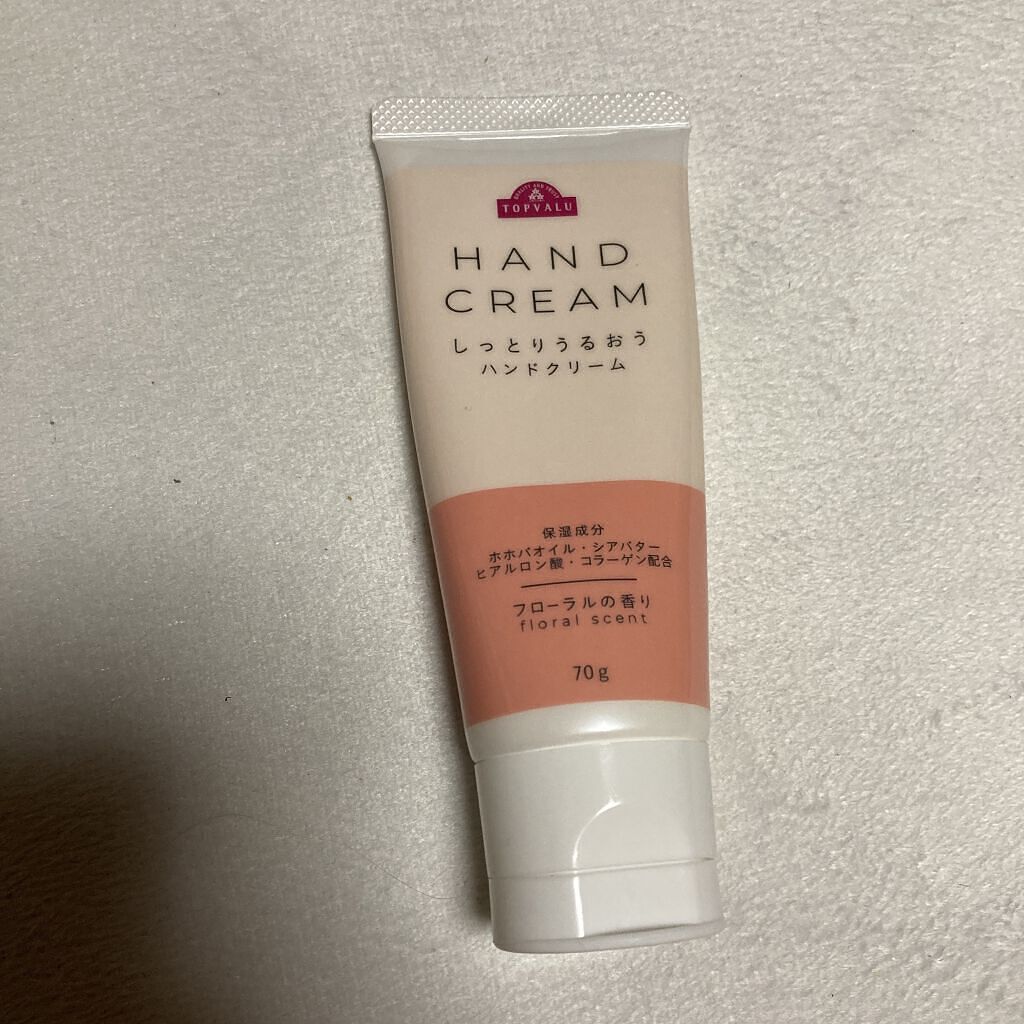 QUALITY AND TRUST
TOPVALU
HAND
CREAM
しっとりうるおう
ハンドクリーム
保湿成分
ホホバオイル・シアバター
ヒアルロン酸・コラーゲン配合
フローラルの香り
floral scent
70g